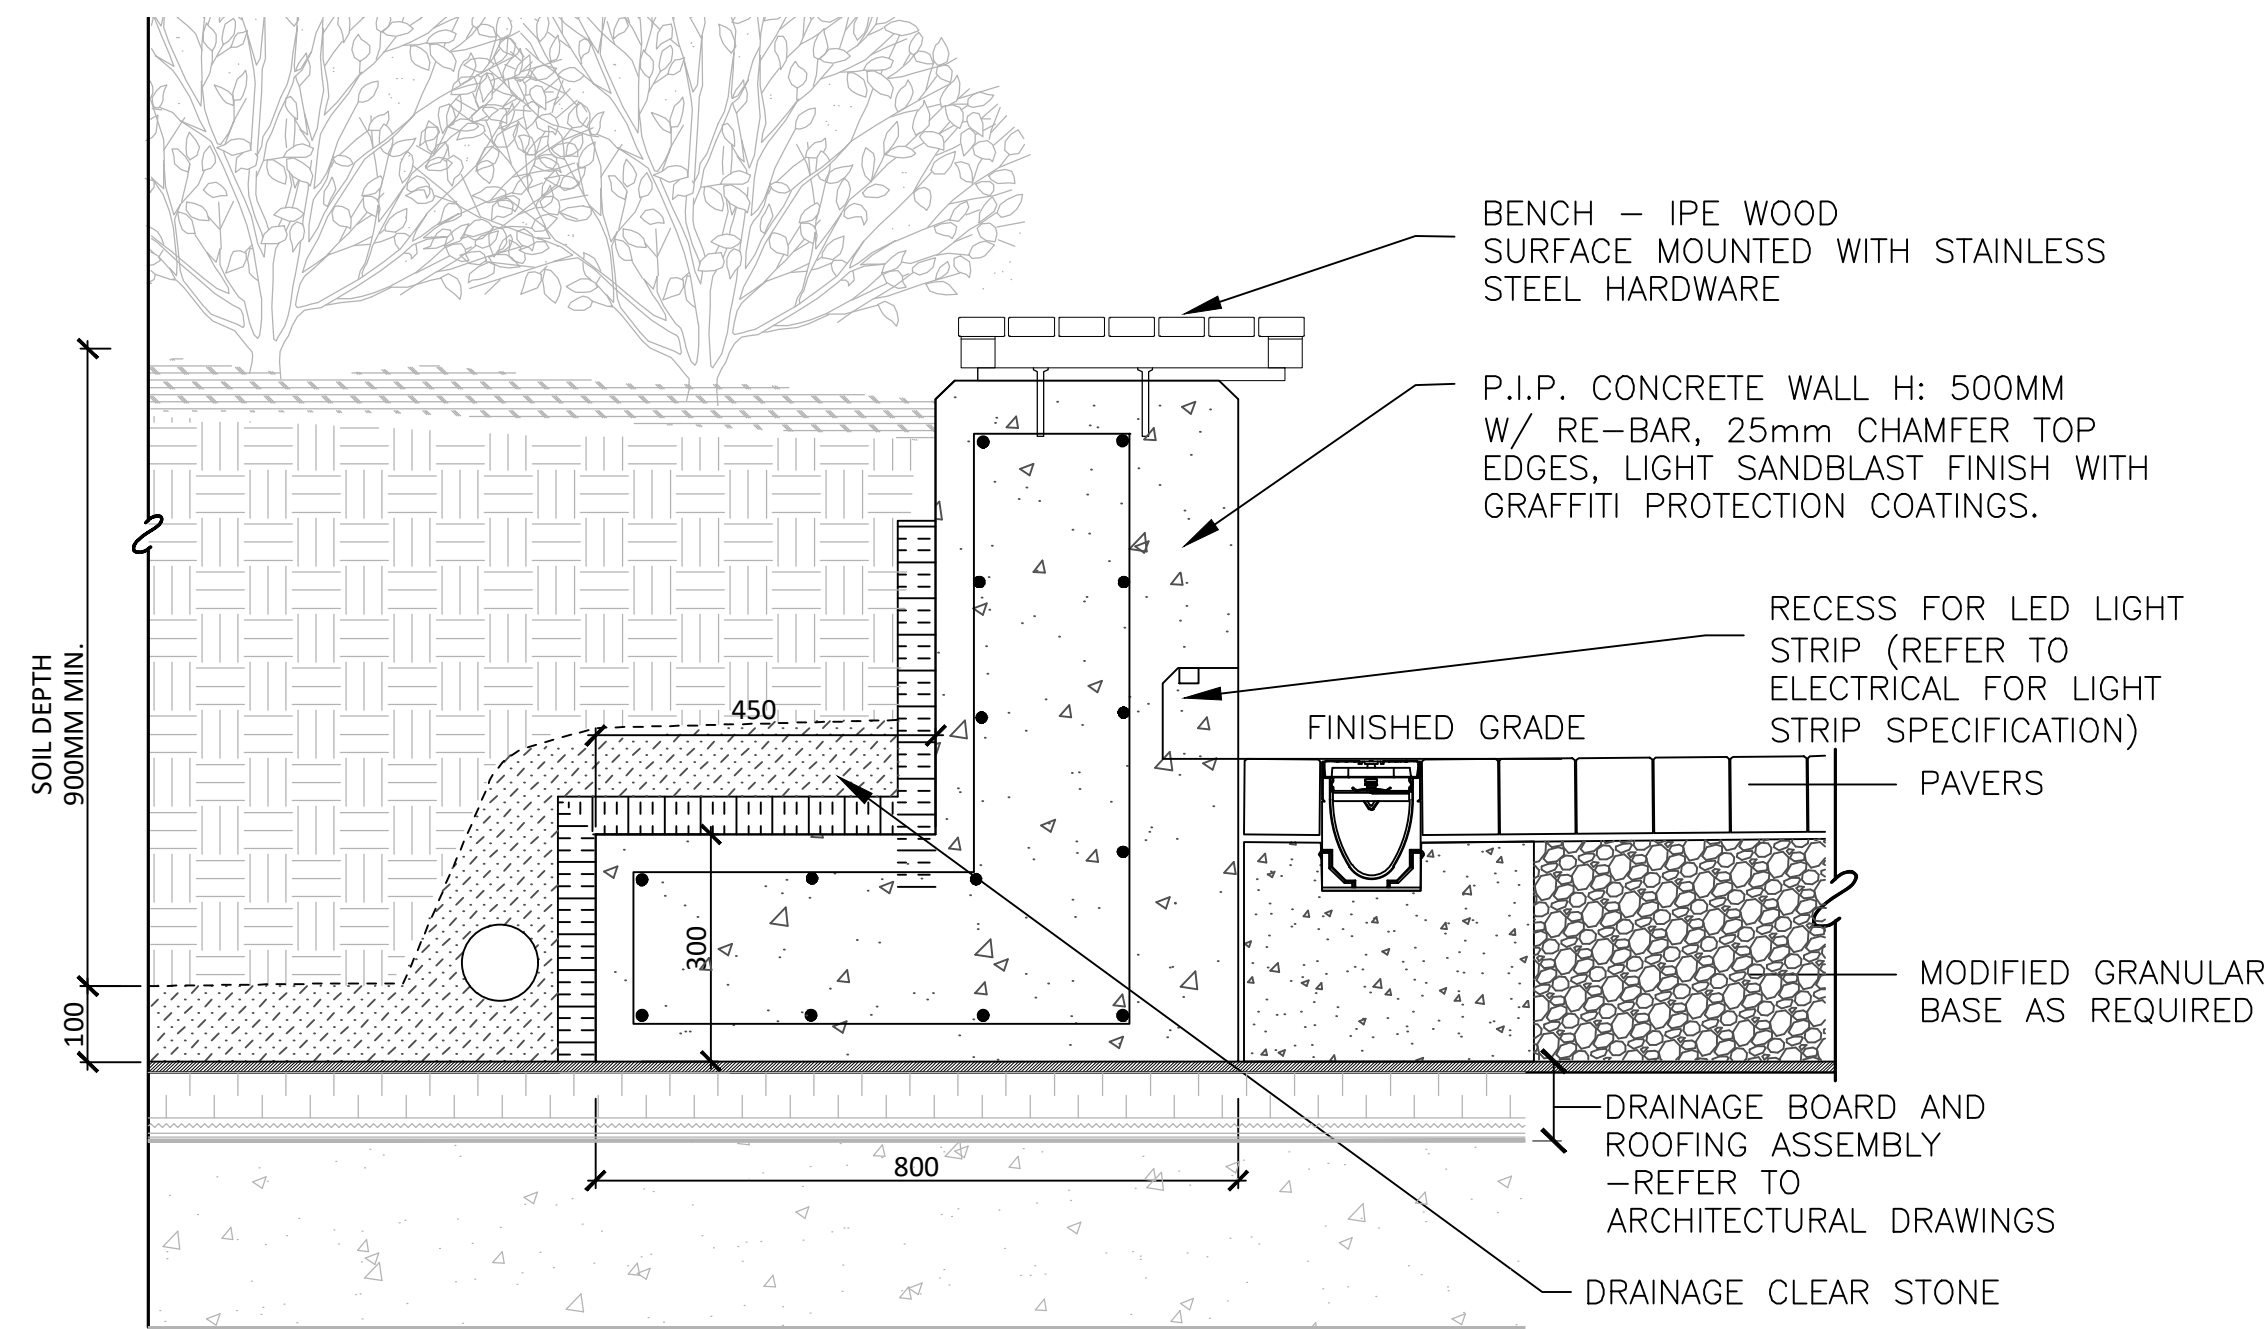 BENCH – IPE WOOD
SURFACE MOUNTED WITH STAINLESS
STEEL HARDWARE
P.I.P. CONCRETE WALL H: 500MM
W/ RE–BAR, 25mm CHAMFER TOP
EDGES, LIGHT SANDBLAST FINISH WITH
GRAFFITI PROTECTION COATINGS.
RECESS FOR LED LIGHT
STRIP (REFER TO
ELECTRICAL FOR LIGHT
STRIP SPECIFICATION)
FINISHED GRADE
PAVERS
MODIFIED GRANULAR
BASE AS REQUIRED
DRAINAGE BOARD AND
ROOFING ASSEMBLY
–REFER TO
ARCHITECTURAL DRAWINGS
DRAINAGE CLEAR STONE
SOIL DEPTH
900MM MIN.
100
450
300
800